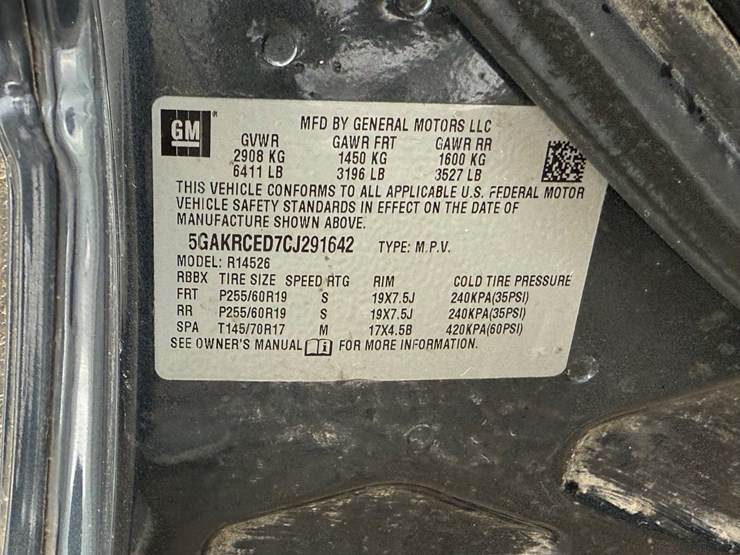 GM
MFD BY GENERAL MOTORS LLC
GVWR GAWR FRT GAWR RR
2908 KG 1450 KG 1600 KG
6411 LB 3196 LB 3527 LB
THIS VEHICLE CONFORMS TO ALL APPLICABLE U.S. FEDERAL MOTOR
VEHICLE SAFETY STANDARDS IN EFFECT ON THE DATE OF
MANUFACTURE SHOWN ABOVE.
5GAKRCED7CJ291642 TYPE: M.P.V.
MODEL: R14526
RBBX TIRE SIZE SPEED RTG RIM COLD TIRE PRESSURE
FRT P255/60R19 S 19X7.5J 240KPA(35PSI)
RR P255/60R19 S 19X7.5J 240KPA(35PSI)
SPA T145/70R17 M 17X4.5B 420KPA(60PSI)
SEE OWNER'S MANUAL i FOR MORE INFORMATION.